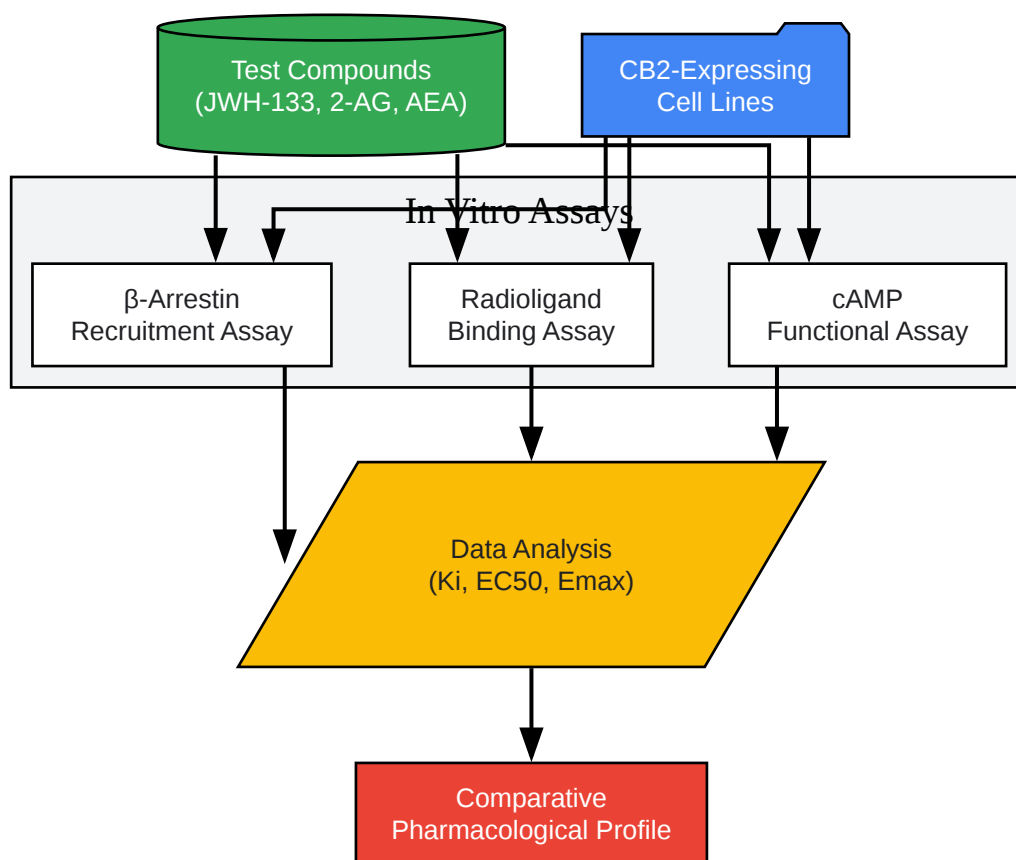 Test Compounds
(JWH-133, 2-AG, AEA)
CB2-Expressing
Cell Lines
In Vitro Assays
β-Arrestin
Recruitment Assay
Radioligand
Binding Assay
cAMP
Functional Assay
Data Analysis
(Ki, EC50, Emax)
Comparative
Pharmacological Profile